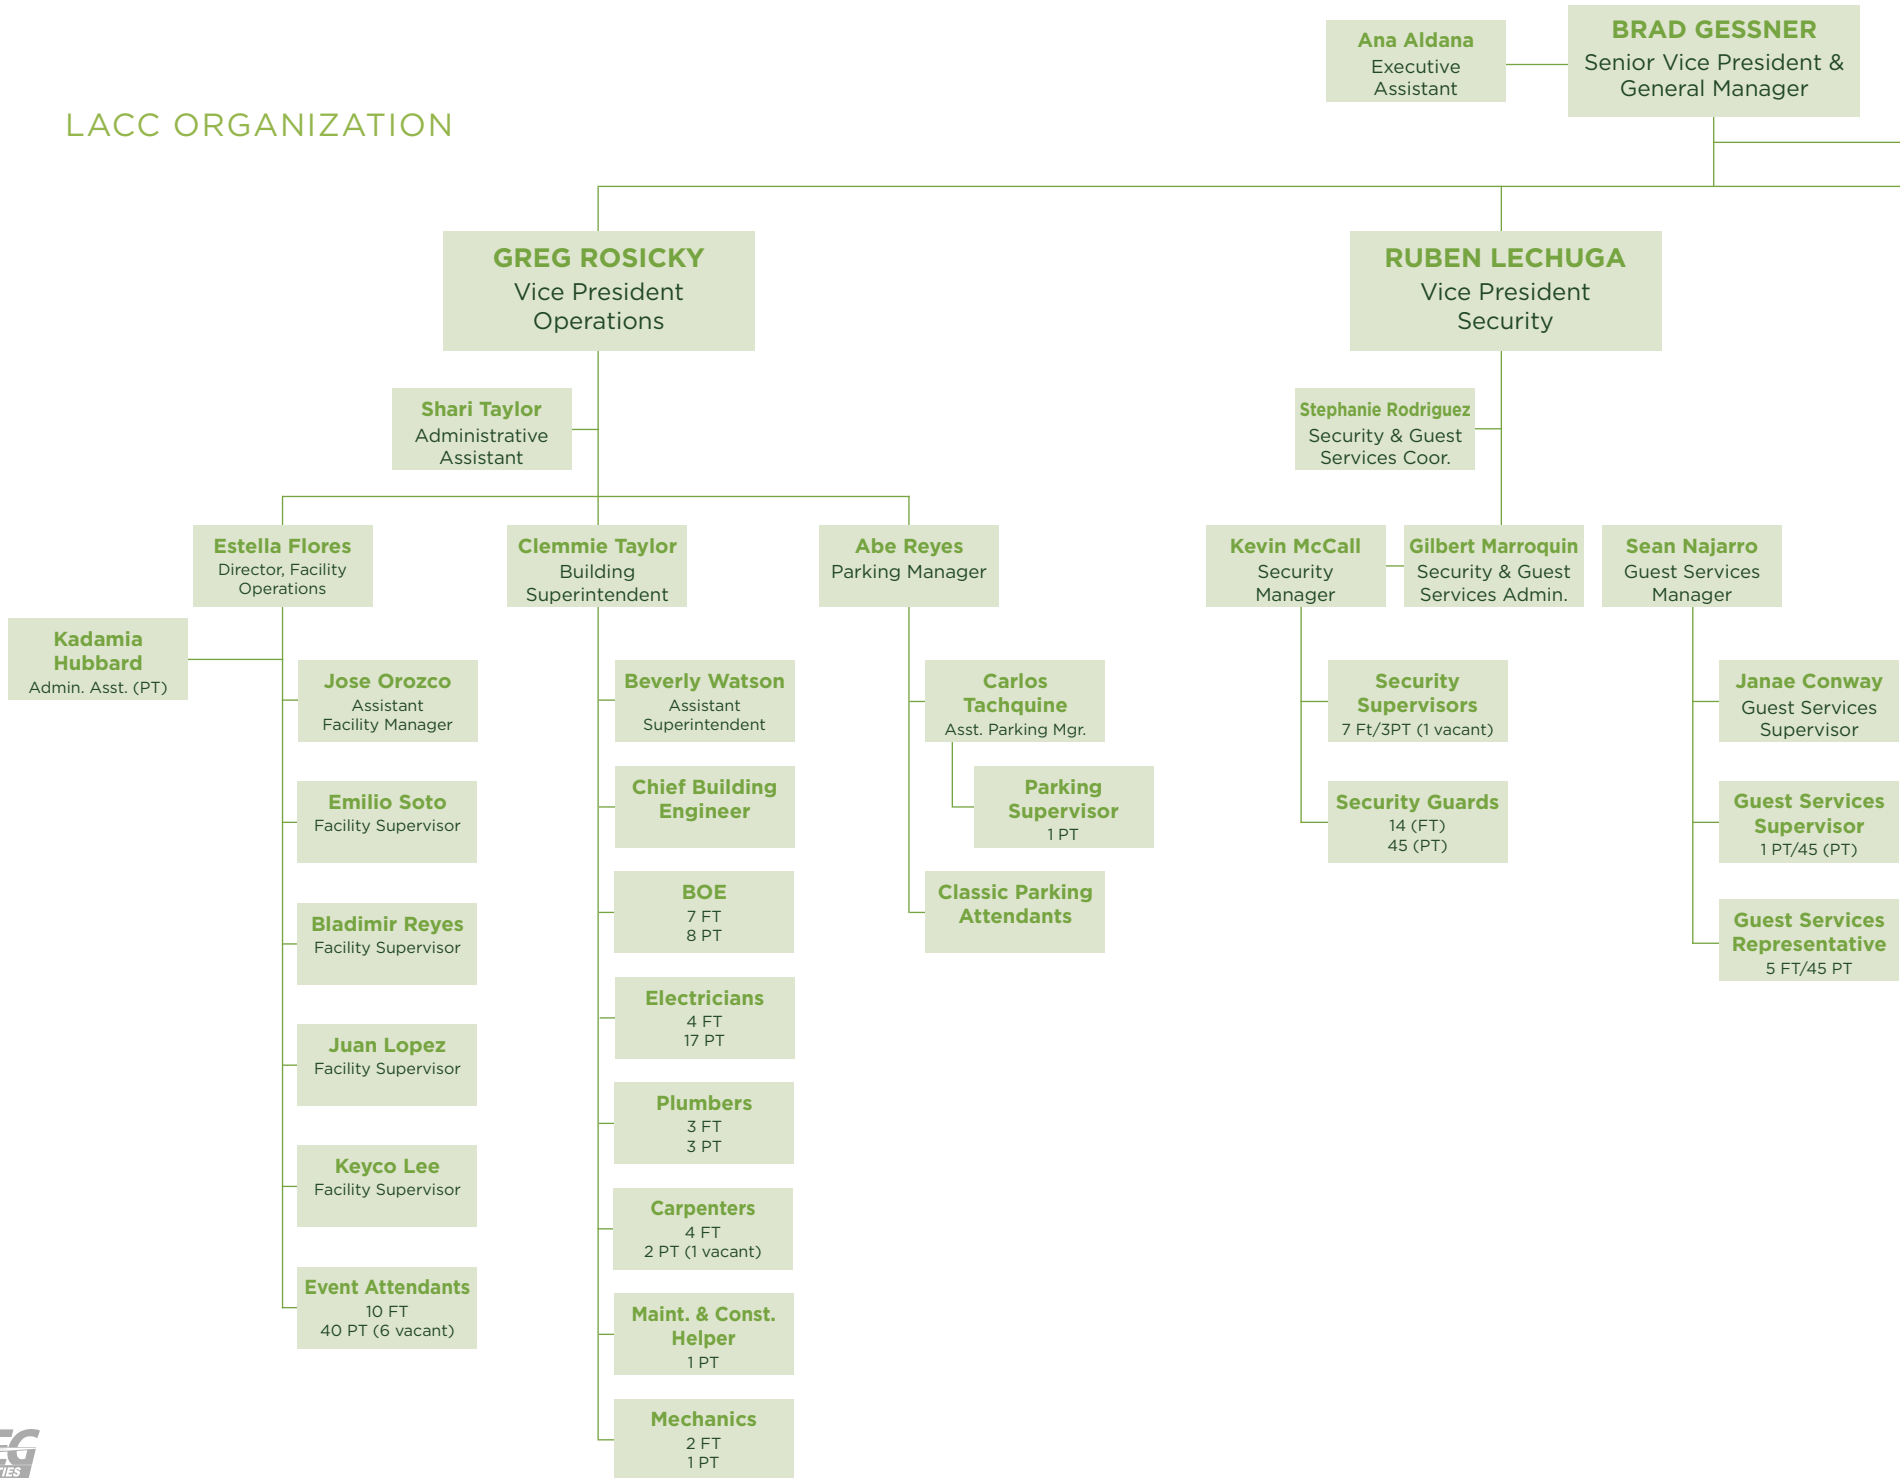 Ana Aldana
Executive
Assistant
BRAD GESSNER
Senior Vice President &
General Manager
LACC ORGANIZATION
GREG ROSICKY
Vice President
Operations
RUBEN LECHUGA
Vice President
Security
Shari Taylor
Administrative
Assistant
Stephanie Rodriguez
Security & Guest
Services Coor.
Estella Flores
Director, Facility
Operations
Clemmie Taylor
Building
Superintendent
Abe Reyes
Parking Manager
Kevin McCall
Security
Manager
Gilbert Marroquin
Security & Guest
Services Admin.
Sean Najarro
Guest Services
Manager
Kadamia
Hubbard
Admin. Asst. (PT)
Jose Orozco
Assistant
Facility Manager
Emilio Soto
Facility Supervisor
Bladimir Reyes
Facility Supervisor
Juan Lopez
Facility Supervisor
Keyco Lee
Facility Supervisor
Event Attendants
10 FT
40 PT (6 vacant)
Beverly Watson
Assistant
Superintendent
Chief Building
Engineer
BOE
7 FT
8 PT
Electricians
4 FT
17 PT
Plumbers
3 FT
3 PT
Carpenters
4 FT
2 PT (1 vacant)
Maint. & Const.
Helper
1 PT
Mechanics
2 FT
1 PT
Carlos
Tachquine
Asst. Parking Mgr.
Parking
Supervisor
1 PT
Classic Parking
Attendants
Security
Supervisors
7 Ft/3PT (1 vacant)
Security Guards
14 (FT)
45 (PT)
Janae Conway
Guest Services
Supervisor
Guest Services
Supervisor
1 PT/45 (PT)
Guest Services
Representative
5 FT/45 PT